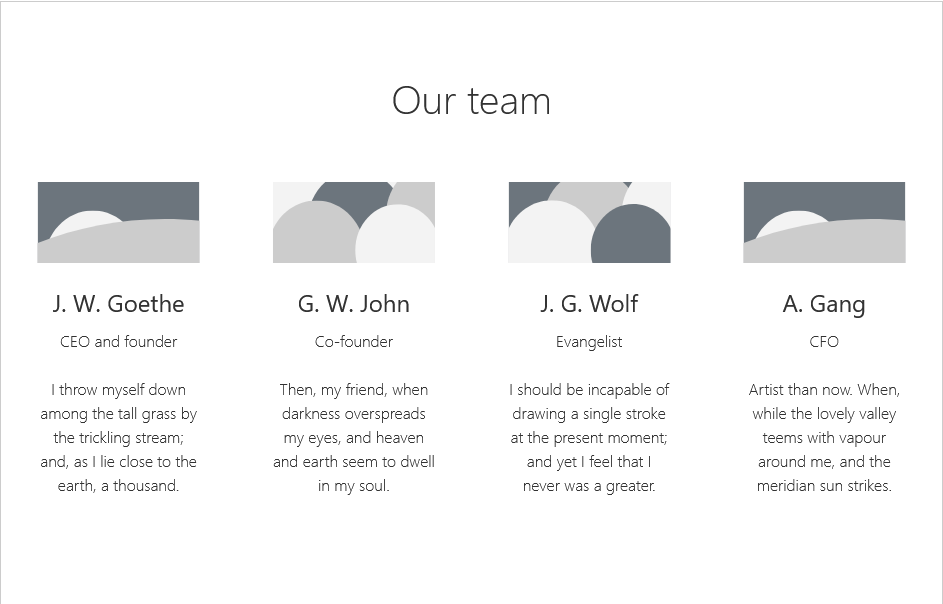 Our team
J. W. Goethe
CEO and founder
I throw myself down
among the tall grass by
the trickling stream;
and, as I lie close to the
earth, a thousand.
G. W. John
Co-founder
Then, my friend, when
darkness overspreads
my eyes, and heaven
and earth seem to dwell
in my soul.
J. G. Wolf
Evangelist
I should be incapable of
drawing a single stroke
at the present moment;
and yet I feel that I
never was a greater.
A. Gang
CFO
Artist than now. When,
while the lovely valley
teems with vapour
around me, and the
meridian sun strikes.